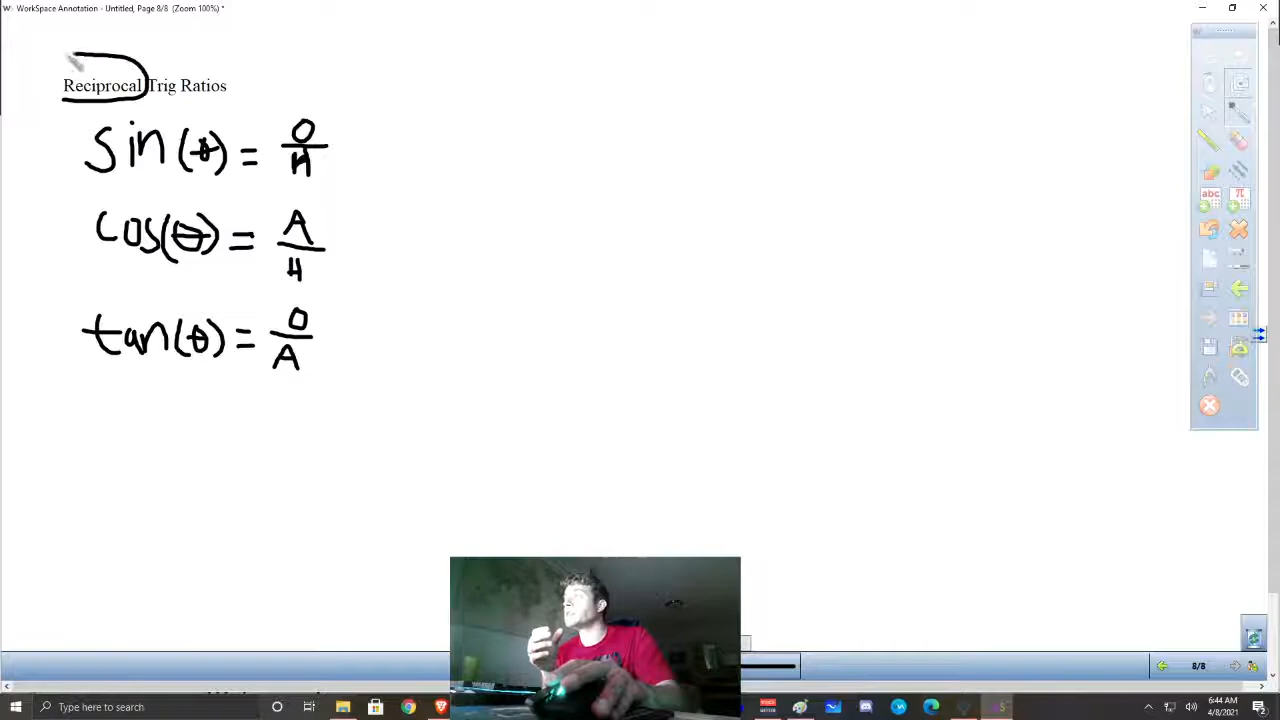 WorkSpace Annotation - Untitled, Page 8/8 (Zoom 100%) *
Reciprocal Trig Ratios
sin(θ) = O/H
cos(θ) = A/H
tan(θ) = O/A
abc
π
8/8
Type here to search
6:44 AM
4/8/2021